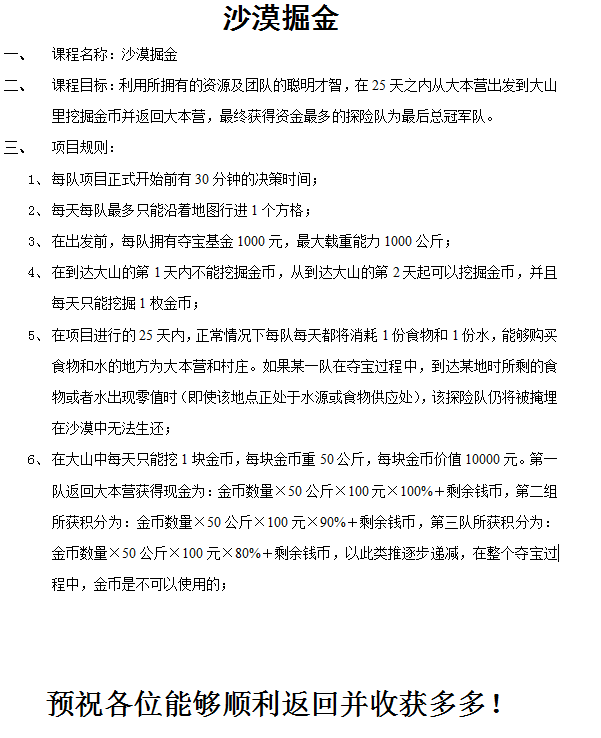 沙漠掘金
一、 课程名称：沙漠掘金
二、 课程目标：利用所拥有的资源及团队的聪明才智，在 25 天之内从大本营出发到大山
里挖掘金币并返回大本营，最终获得资金最多的探险队为最后总冠军队。
三、 项目规则：
1、 每队项目正式开始前有 30 分钟的决策时间；
2、 每天每队最多只能沿着地图行进 1 个方格；
3、 在出发前，每队拥有夺宝基金 1000 元，最大载重能力 1000 公斤；
4、 在到达大山的第 1 天内不能挖掘金币，从到达大山的第 2 天起可以挖掘金币，并且
每天只能挖掘 1 枚金币；
5、 在项目进行的 25 天内，正常情况下每队每天都将消耗 1 份食物和 1 份水，能够购买
食物和水的地方为大本营和村庄。如果某一队在夺宝过程中，到达某地时所剩的食
物或者水出现零值时（即使该地点正处于水源或食物供应处），该探险队仍将被掩埋
在沙漠中无法生还；
6、 在大山中每天只能挖 1 块金币，每块金币重 50 公斤，每块金币价值 10000 元。第一
队返回大本营获得现金为：金币数量×50 公斤×100 元×100%＋剩余钱币，第二组
所获积分为：金币数量×50 公斤×100 元×90%＋剩余钱币，第三队所获积分为：
金币数量×50 公斤×100 元×80%＋剩余钱币，以此类推逐步递减，在整个夺宝过
程中，金币是不可以使用的；
预祝各位能够顺利返回并收获多多！